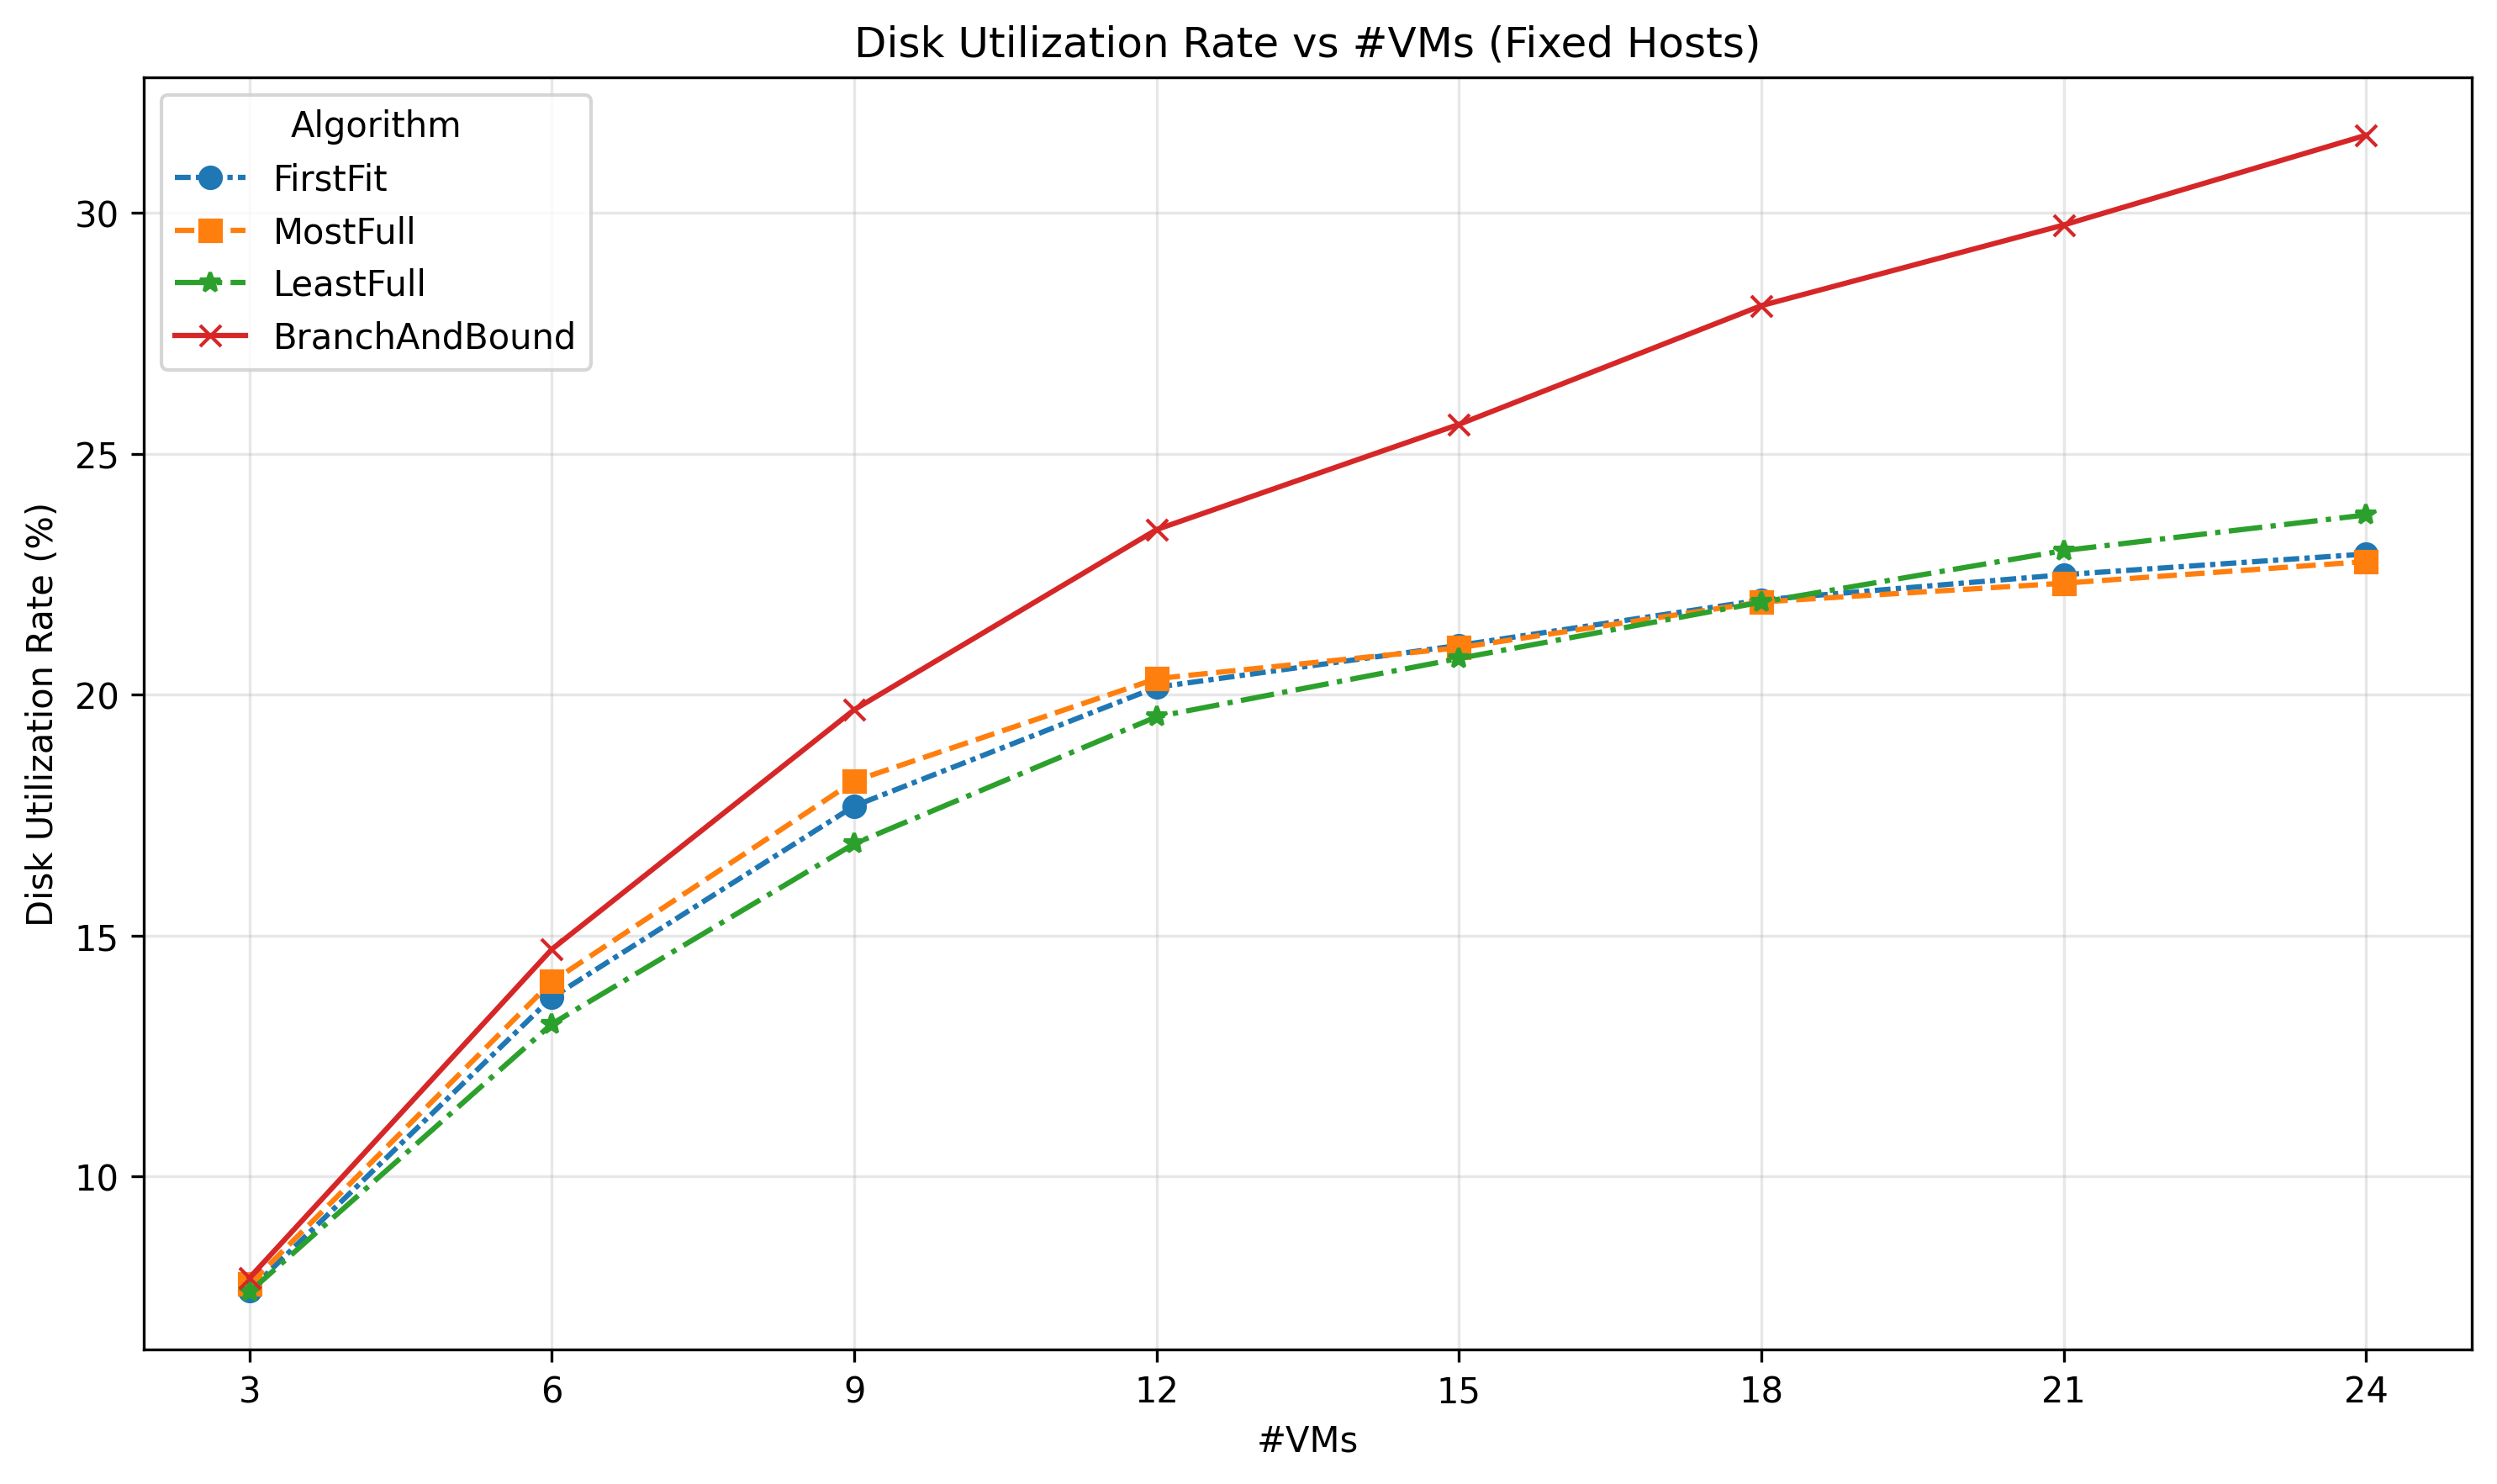 Disk Utilization Rate vs #VMs (Fixed Hosts)
Algorithm
FirstFit
MostFull
LeastFull
BranchAndBound
Disk Utilization Rate (%)
30
25
20
15
10
3 6 9 12 15 18 21 24
#VMs